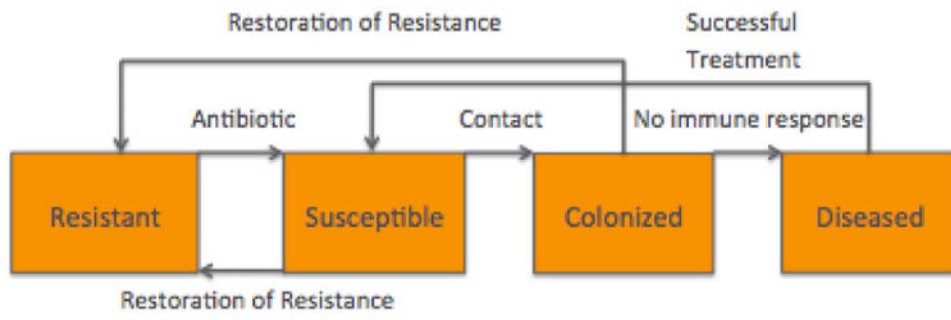 Restoration of Resistance
Successful
Treatment
Antibiotic
Contact
No immune response
Resistant
Susceptible
Colonized
Diseased
Restoration of Resistance